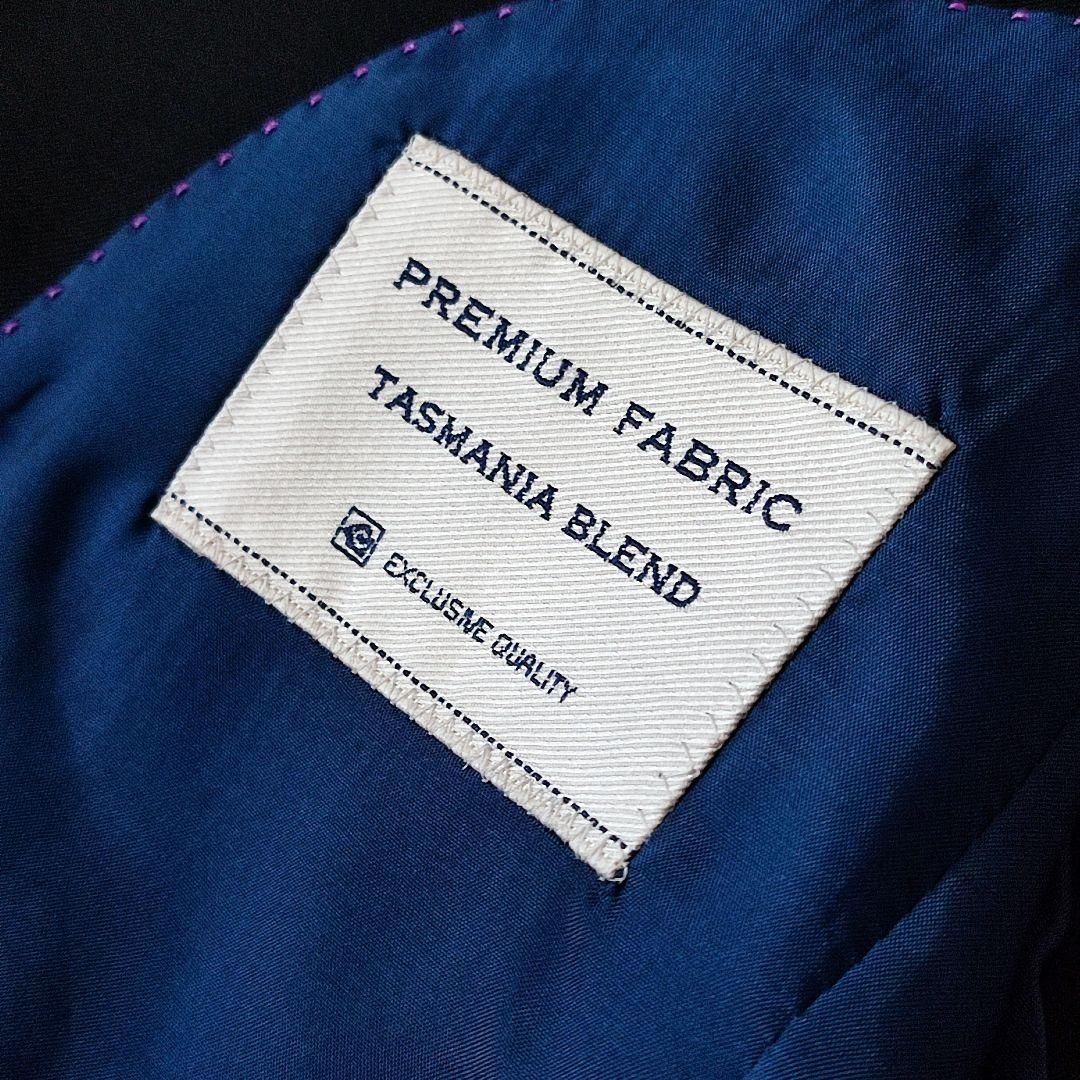 PREMIUM FABRIC
TASMANIA BLEND
EXCLUSIVE QUALITY